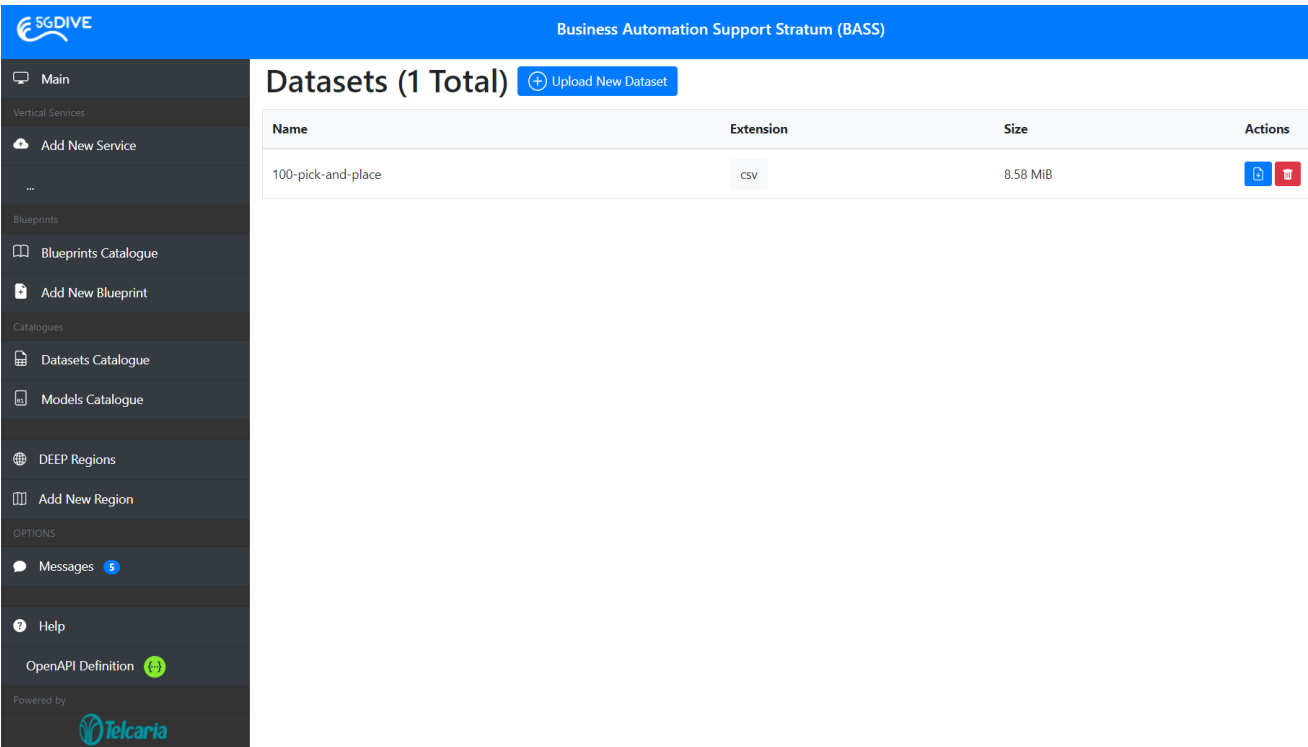 5GDIVE
Business Automation Support Stratum (BASS)
Main
Vertical Services
Add New Service
...
Blueprints
Blueprints Catalogue
Add New Blueprint
Catalogues
Datasets Catalogue
Models Catalogue
DEEP Regions
Add New Region
OPTIONS
Messages 5
Help
OpenAPI Definition {...}
Powered by
Telcaria
Datasets (1 Total) Upload New Dataset
Name Extension Size Actions
100-pick-and-place csv 8.58 MiB